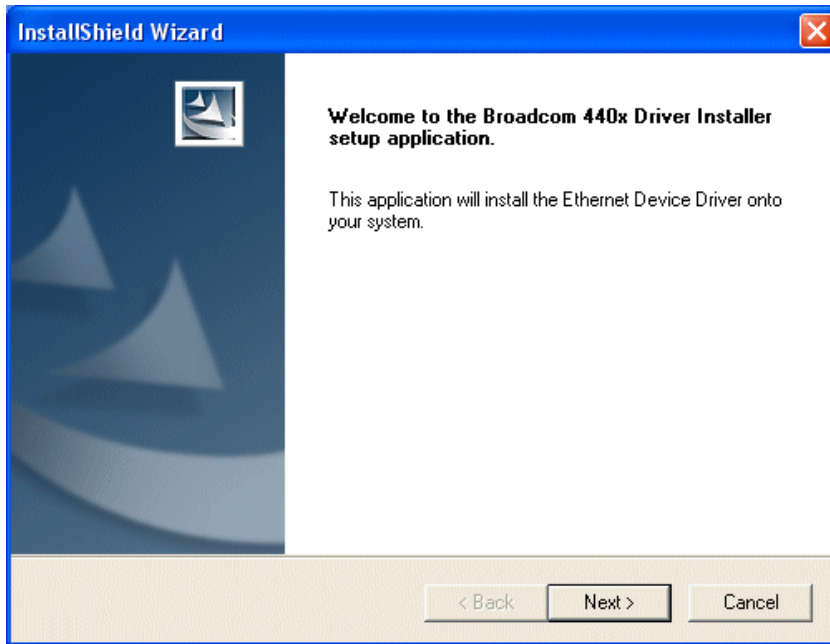 InstallShield Wizard
Welcome to the Broadcom 440x Driver Installer
setup application.
This application will install the Ethernet Device Driver onto
your system.
< Back
Next >
Cancel